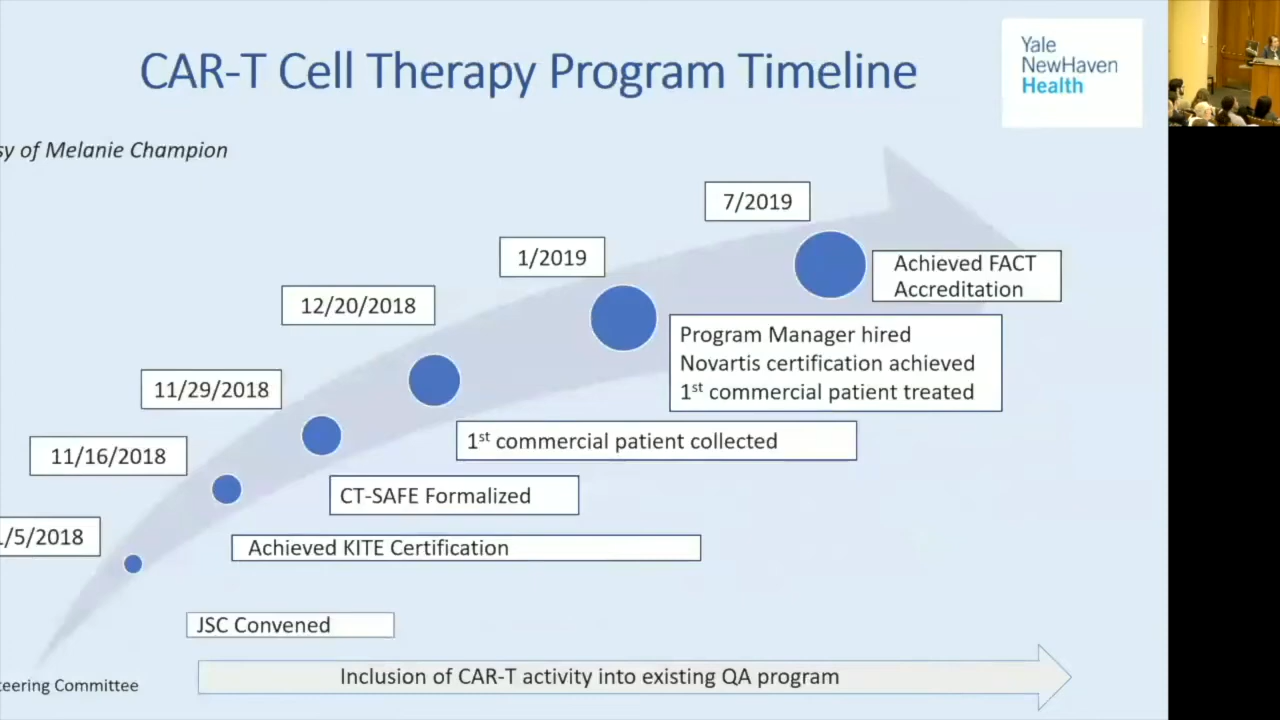 CAR-T Cell Therapy Program Timeline
Yale
NewHaven
Health
of Melanie Champion
7/2019
Achieved FACT
Accreditation
1/2019
Program Manager hired
Novartis certification achieved
1st commercial patient treated
12/20/2018
1st commercial patient collected
11/29/2018
CT-SAFE Formalized
11/16/2018
Achieved KITE Certification
/5/2018
JSC Convened
Inclusion of CAR-T activity into existing QA program
Committee